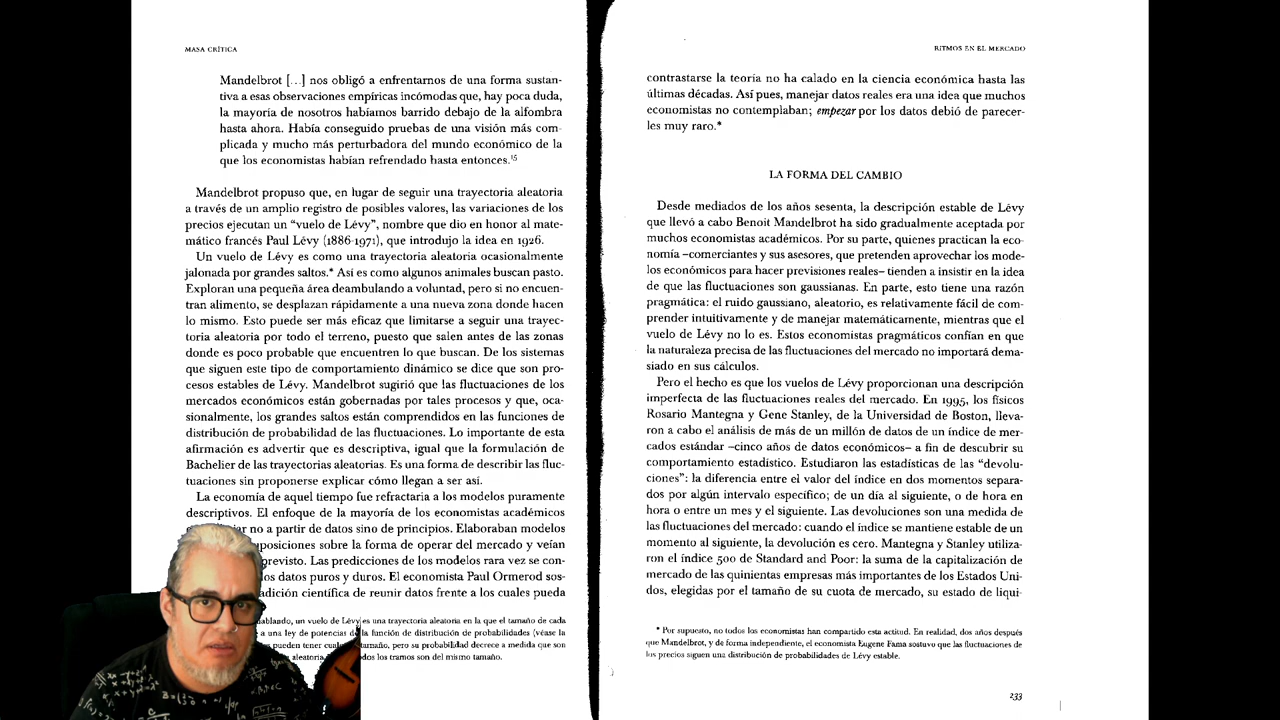 MASA CRÍTICA
Mandelbrot [...] nos obligó a enfrentarnos de una forma sustan-
tiva a esas observaciones empíricas incómodas que, hay poca duda,
la mayoría de nosotros habíamos barrido debajo de la alfombra
hasta ahora. Había conseguido pruebas de una visión más com-
plicada y mucho más perturbadora del mundo económico de la
que los economistas habían refrendado hasta entonces.15
Mandelbrot propuso que, en lugar de seguir una trayectoria aleatoria
a través de un amplio registro de posibles valores, las variaciones de los
precios ejecutan un “vuelo de Lévy”, nombre que dio en honor al mate-
mático francés Paul Lévy (1886-1971), que introdujo la idea en 1926.
Un vuelo de Lévy es como una trayectoria aleatoria ocasionalmente
jalonada por grandes saltos.* Así es como algunos animales buscan pasto.
Exploran una pequeña área deambulando a voluntad, pero si no encuen-
tran alimento, se desplazan rápidamente a una nueva zona donde hacen
lo mismo. Esto puede ser más eficaz que limitarse a seguir una trayec-
toria aleatoria por todo el terreno, puesto que salen antes de las zonas
donde es poco probable que encuentren lo que buscan. De los sistemas
que siguen este tipo de comportamiento dinámico se dice que son pro-
cesos estables de Lévy. Mandelbrot sugirió que las fluctuaciones de los
mercados económicos están gobernadas por tales procesos y que, oca-
sionalmente, los grandes saltos están comprendidos en las funciones de
distribución de probabilidad de las fluctuaciones. Lo importante de esta
afirmación es advertir que es descriptiva, igual que la formulación de
Bachelier de las trayectorias aleatorias. Es una forma de describir las fluc-
tuaciones sin proponerse explicar cómo llegan a ser así.
La economía de aquel tiempo fue refractaria a los modelos puramente
descriptivos. El enfoque de la mayoría de los economistas académicos
no a partir de datos sino de principios. Elaboraban modelos
sobre la forma de operar del mercado y veían
Las predicciones de los modelos rara vez se con-
los datos puros y duros. El economista Paul Ormerod sos-
científica de reunir datos frente a los cuales pueda
un vuelo de Lévy es una trayectoria aleatoria en la que el tamaño de cada
a una ley de potencias de la función de distribución de probabilidades (véase la
pueden tener tamaño, pero su probabilidad decrece a medida que son
los tramos son del mismo tamaño.
RITMOS EN EL MERCADO
contrastarse la teoría no ha calado en la ciencia económica hasta las
últimas décadas. Así pues, manejar datos reales era una idea que muchos
economistas no contemplaban; empezar por los datos debió de parecer-
les muy raro.*
LA FORMA DEL CAMBIO
Desde mediados de los años sesenta, la descripción estable de Lévy
que llevó a cabo Benoit Mandelbrot ha sido gradualmente aceptada por
muchos economistas académicos. Por su parte, quienes practican la eco-
nomía –comerciantes y sus asesores, que pretenden aprovechar los mode-
los económicos para hacer previsiones reales– tienden a insistir en la idea
de que las fluctuaciones son gaussianas. En parte, esto tiene una razón
pragmática: el ruido gaussiano, aleatorio, es relativamente fácil de com-
prender intuitivamente y de manejar matemáticamente, mientras que el
vuelo de Lévy no lo es. Estos economistas pragmáticos confían en que
la naturaleza precisa de las fluctuaciones del mercado no importará dema-
siado en sus cálculos.
Pero el hecho es que los vuelos de Lévy proporcionan una descripción
imperfecta de las fluctuaciones reales del mercado. En 1995, los físicos
Rosario Mantegna y Gene Stanley, de la Universidad de Boston, lleva-
ron a cabo el análisis de más de un millón de datos de un índice de mer-
cados estándar –cinco años de datos económicos– a fin de descubrir su
comportamiento estadístico. Estudiaron las estadísticas de las “devolu-
ciones”: la diferencia entre el valor del índice en dos momentos separa-
dos por algún intervalo específico; de un día al siguiente, o de hora en
hora o entre un mes y el siguiente. Las devoluciones son una medida de
las fluctuaciones del mercado: cuando el índice se mantiene estable de un
momento al siguiente, la devolución es cero. Mantegna y Stanley utiliza-
ron el índice 500 de Standard and Poor: la suma de la capitalización de
mercado de las quinientas empresas más importantes de los Estados Uni-
dos, elegidas por el tamaño de su cuota de mercado, su estado de liqui-
* Por supuesto, no todos los economistas han compartido esta actitud. En realidad, dos años después
que Mandelbrot, y de forma independiente, el economista Eugene Fama sostuvo que las fluctuaciones de
los precios siguen una distribución de probabilidades de Lévy estable.
233